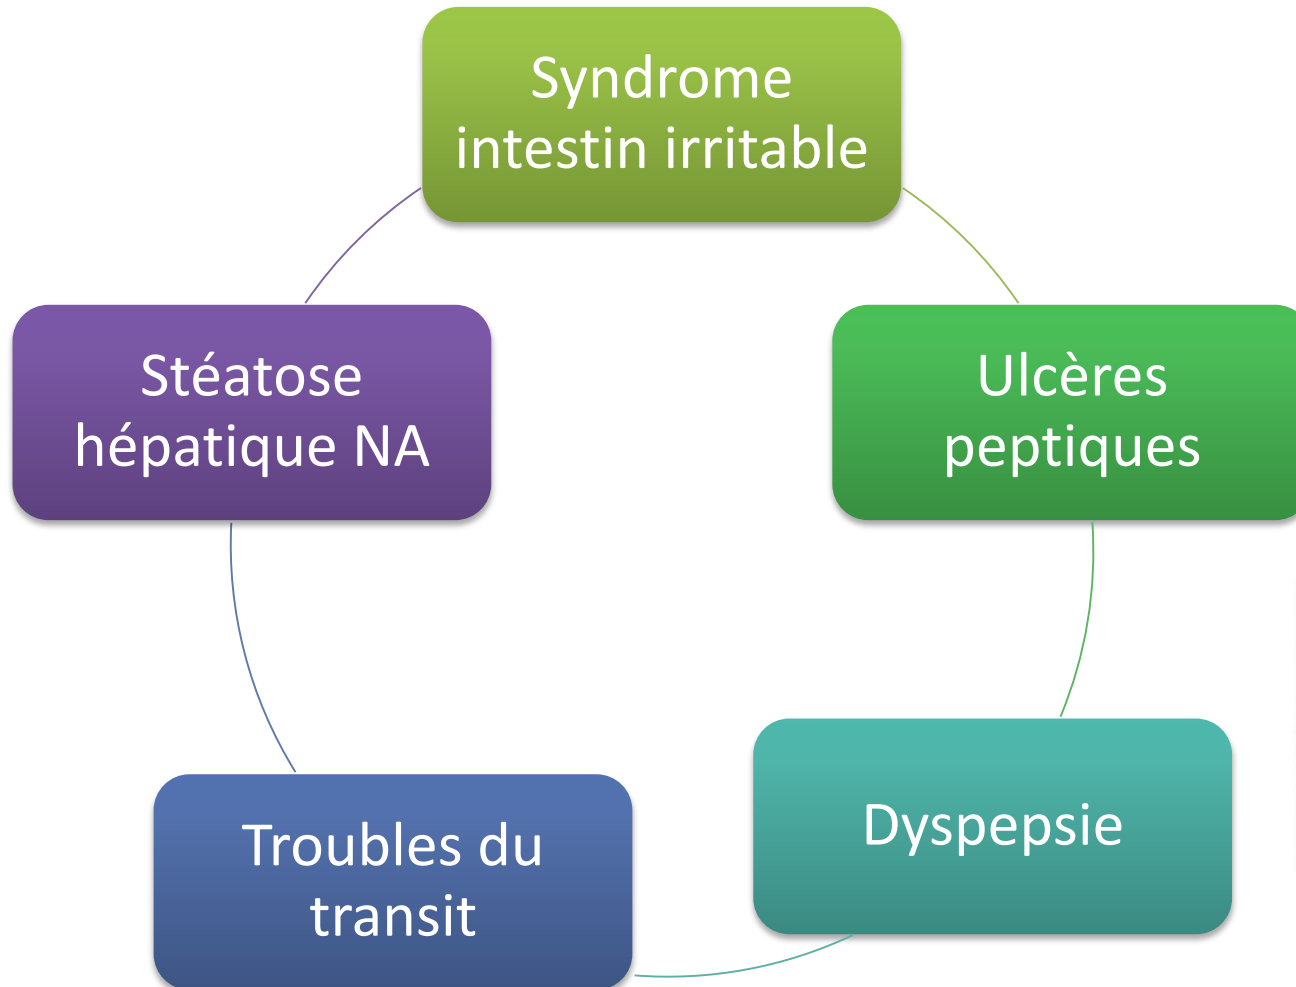 Syndrome
intestin irritable
Ulcères
peptiques
Dyspepsie
Troubles du
transit
Stéatose
hépatique NA